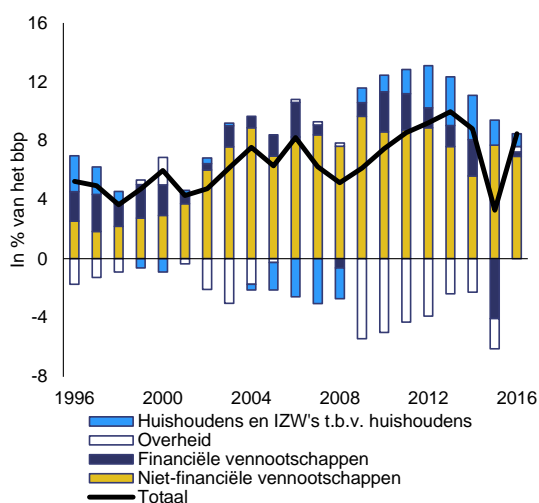 In % van het bbp
16
12
8
4
0
-4
-8
1996 2000 2004 2008 2012 2016
Huishoudens en IZW's t.b.v. huishoudens
Overheid
Financiële vennootschappen
Niet-financiële vennootschappen
Totaal